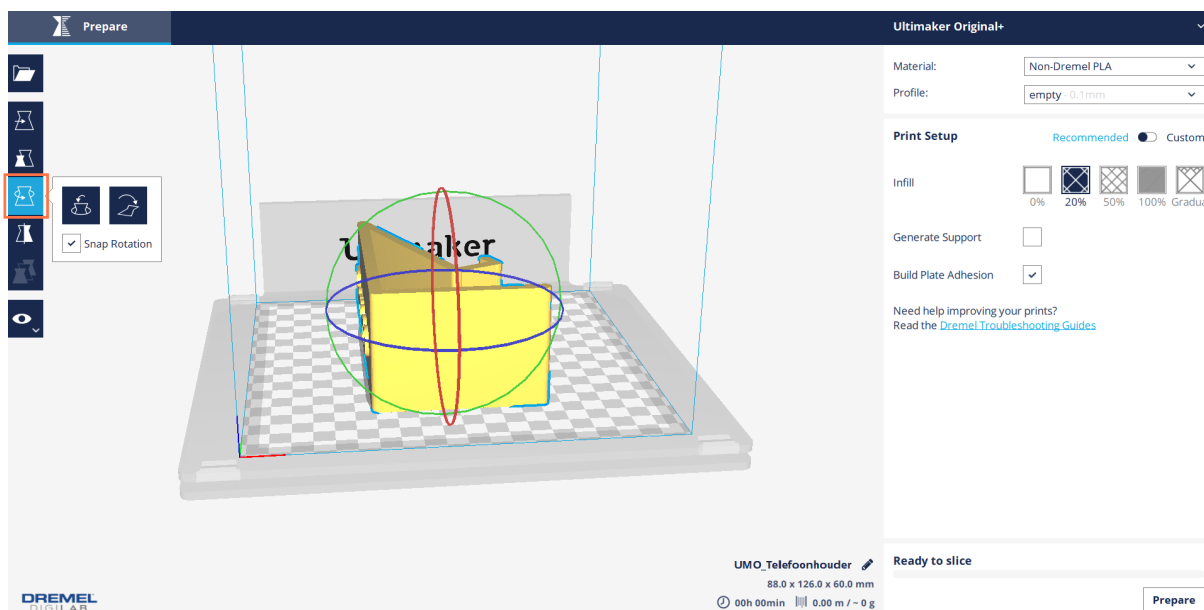 Prepare
Ultimaker Original+
Material:
Non-Dremel PLA
Profile:
empty - 0.1mm
Print Setup
Recommended
Custom
Infill
0%
20%
50%
100%
Gradua
Generate Support
Build Plate Adhesion
Need help improving your prints?
Read the Dremel Troubleshooting Guides
Snap Rotation
UMO_Telefoonhouder
88.0 x 126.0 x 60.0 mm
00h 00min
0.00 m / ~ 0 g
Ready to slice
Prepare
DREMEL
DIGILAB